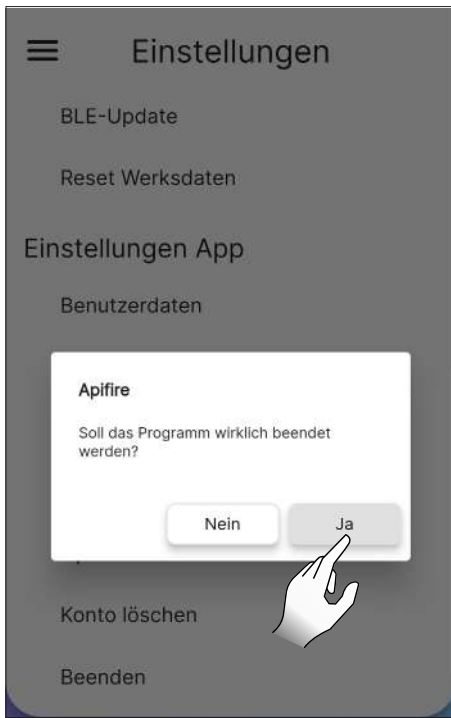 Einstellungen
BLE-Update
Reset Werksdaten
Einstellungen App
Benutzerdaten
Apifire
Soll das Programm wirklich beendet
werden?
Nein Ja
Konto löschen
Beenden